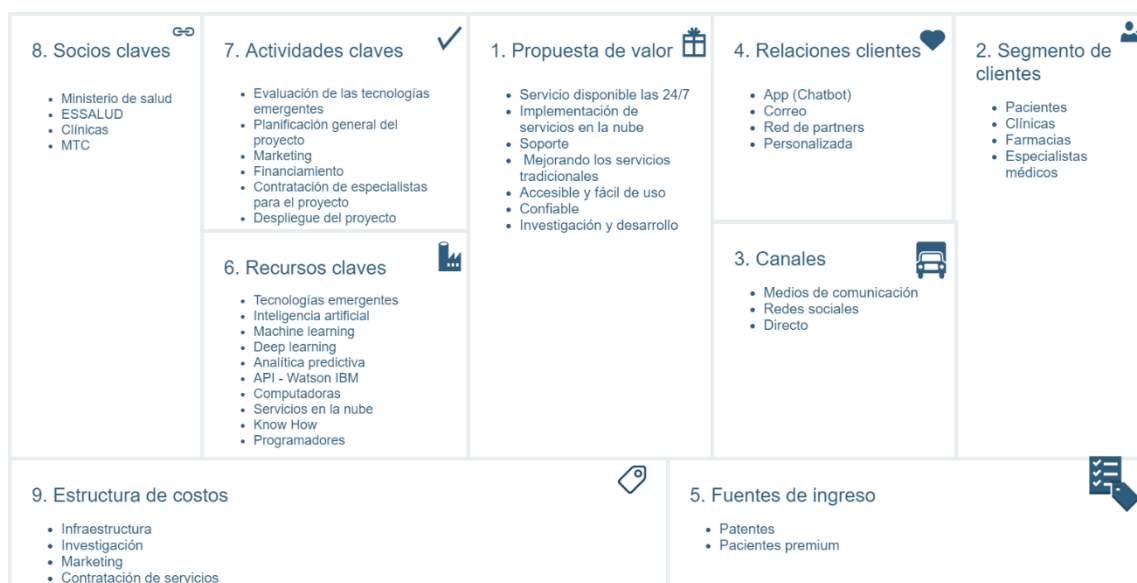 8. Socios claves
Ministerio de salud
ESSALUD
Clínicas
MTC
7. Actividades claves
Evaluación de las tecnologías
emergentes
Planificación general del
proyecto
Marketing
Financiamiento
Contratación de especialistas
para el proyecto
Despliegue del proyecto
6. Recursos claves
Tecnologías emergentes
Inteligencia artificial
Machine learning
Deep learning
Analítica predictiva
API - Watson IBM
Computadoras
Servicios en la nube
Know How
Programadores
1. Propuesta de valor
Servicio disponible las 24/7
Implementación de
servicios en la nube
Soporte
Mejorando los servicios
tradicionales
Accesible y fácil de uso
Confiable
Investigación y desarrollo
4. Relaciones clientes
App (Chatbot)
Correo
Red de partners
Personalizada
3. Canales
Medios de comunicación
Redes sociales
Directo
2. Segmento de
clientes
Pacientes
Clínicas
Farmacias
Especialistas
médicos
9. Estructura de costos
Infraestructura
Investigación
Marketing
Contratación de servicios
5. Fuentes de ingreso
Patentes
Pacientes premium